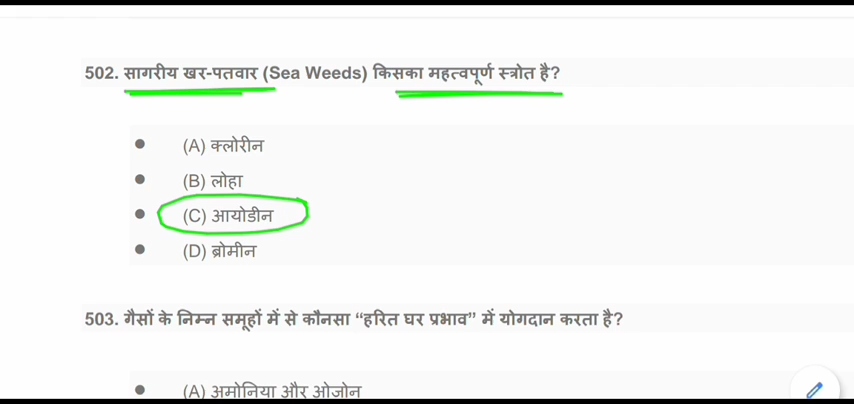 502. सागरीय खर-पतवार (Sea Weeds) किसका महत्वपूर्ण स्त्रोत है?
(A) क्लोरीन
(B) लोहा
(C) आयोडीन
(D) ब्रोमीन
503. गैसों के निम्न समूहों में से कौनसा “हरित घर प्रभाव” में योगदान करता है?
(A) अमोनिया और ओजोन